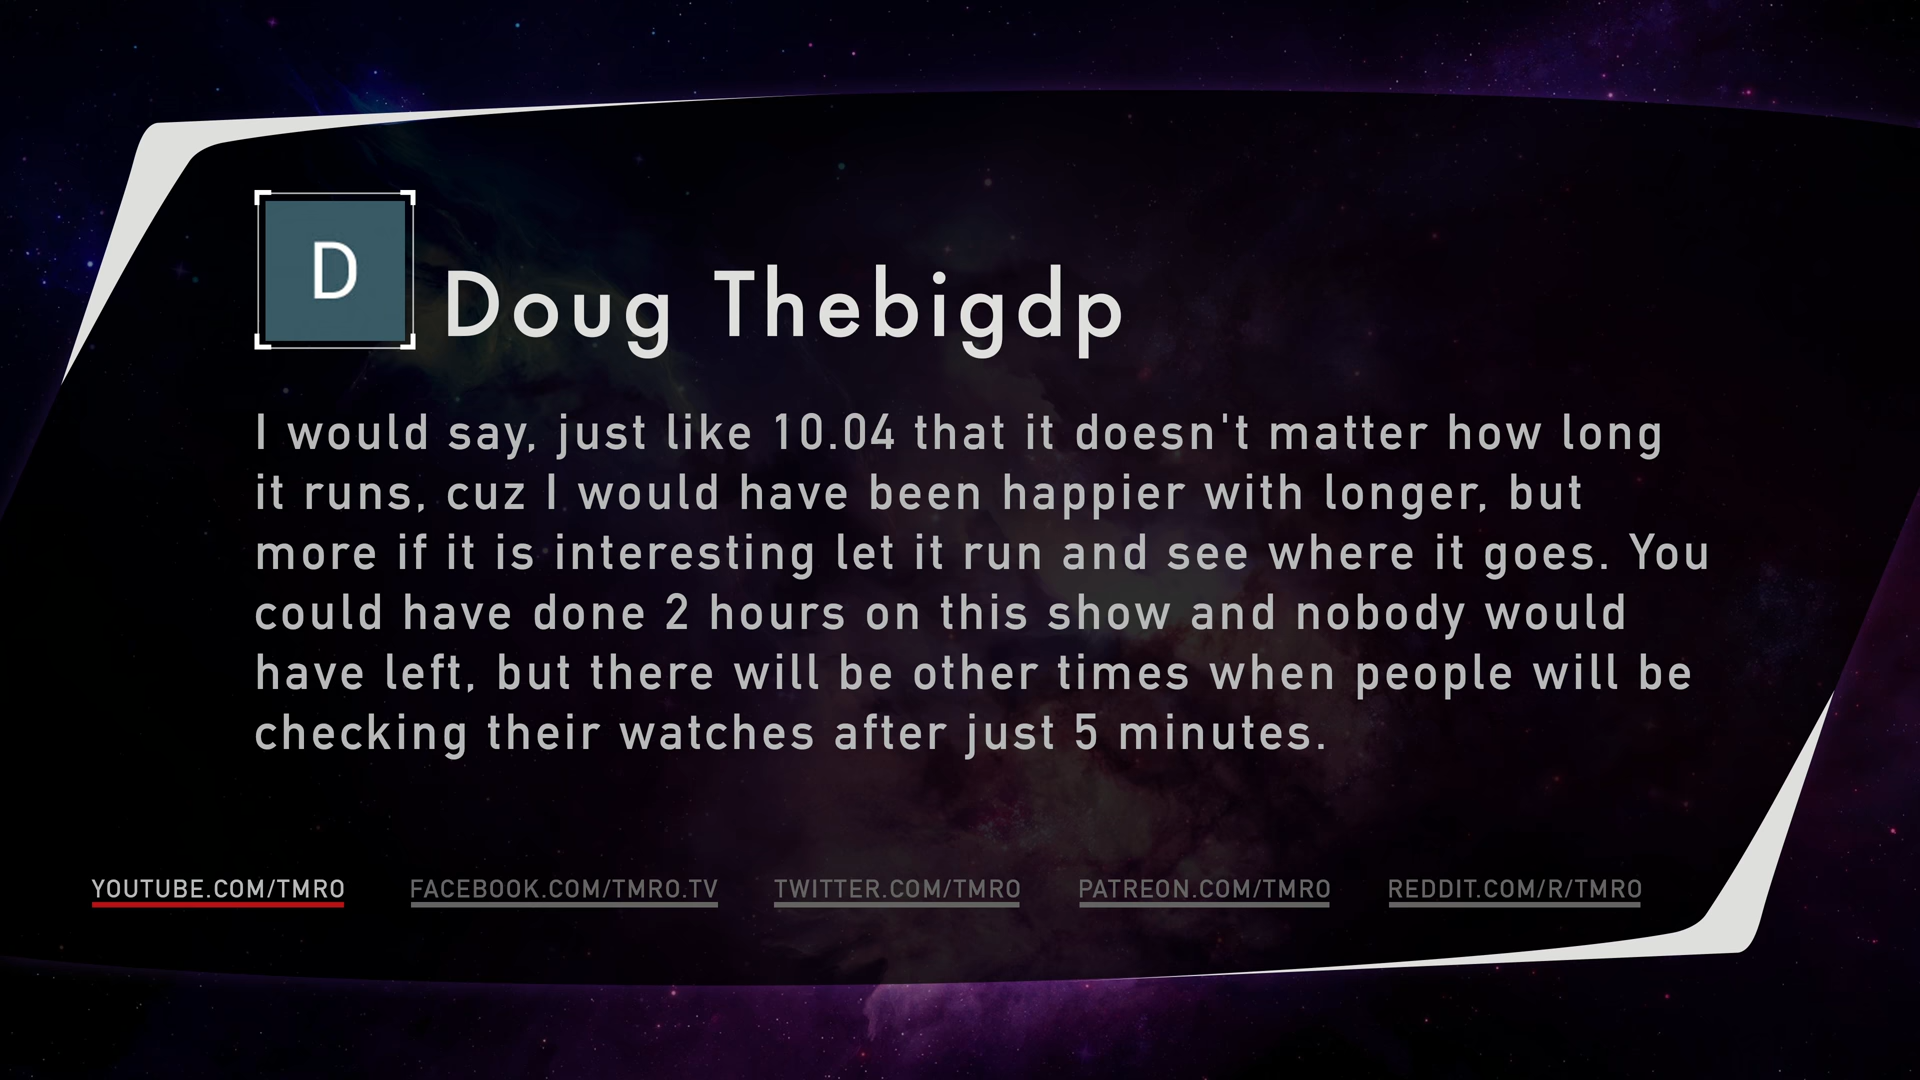 D
Doug Thebigdp
I would say, just like 10.04 that it doesn't matter how long
it runs, cuz I would have been happier with longer, but
more if it is interesting let it run and see where it goes. You
could have done 2 hours on this show and nobody would
have left, but there will be other times when people will be
checking their watches after just 5 minutes.
YOUTUBE.COM/TMRO FACEBOOK.COM/TMRO.TV TWITTER.COM/TMRO PATREON.COM/TMRO REDDIT.COM/R/TMRO